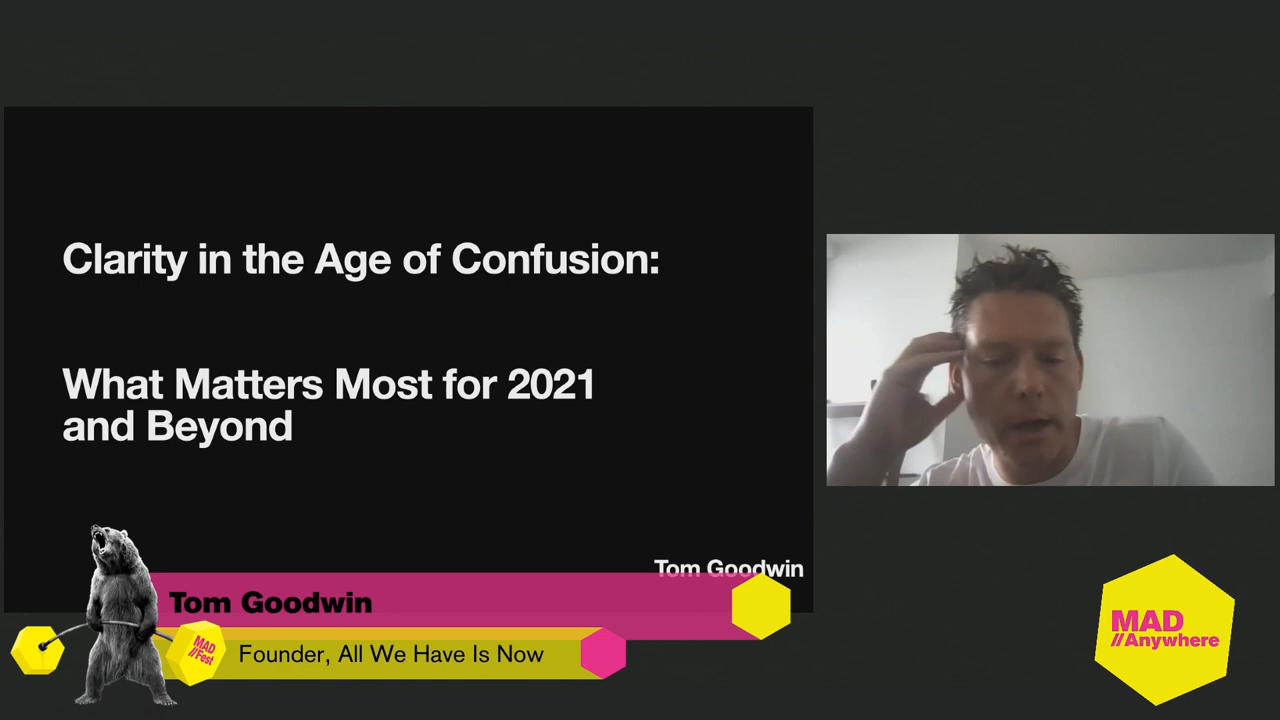 Clarity in the Age of Confusion:
What Matters Most for 2021
and Beyond
Tom Goodwin
Tom Goodwin
Founder, All We Have Is Now
MAD
//Fest
MAD
//Anywhere